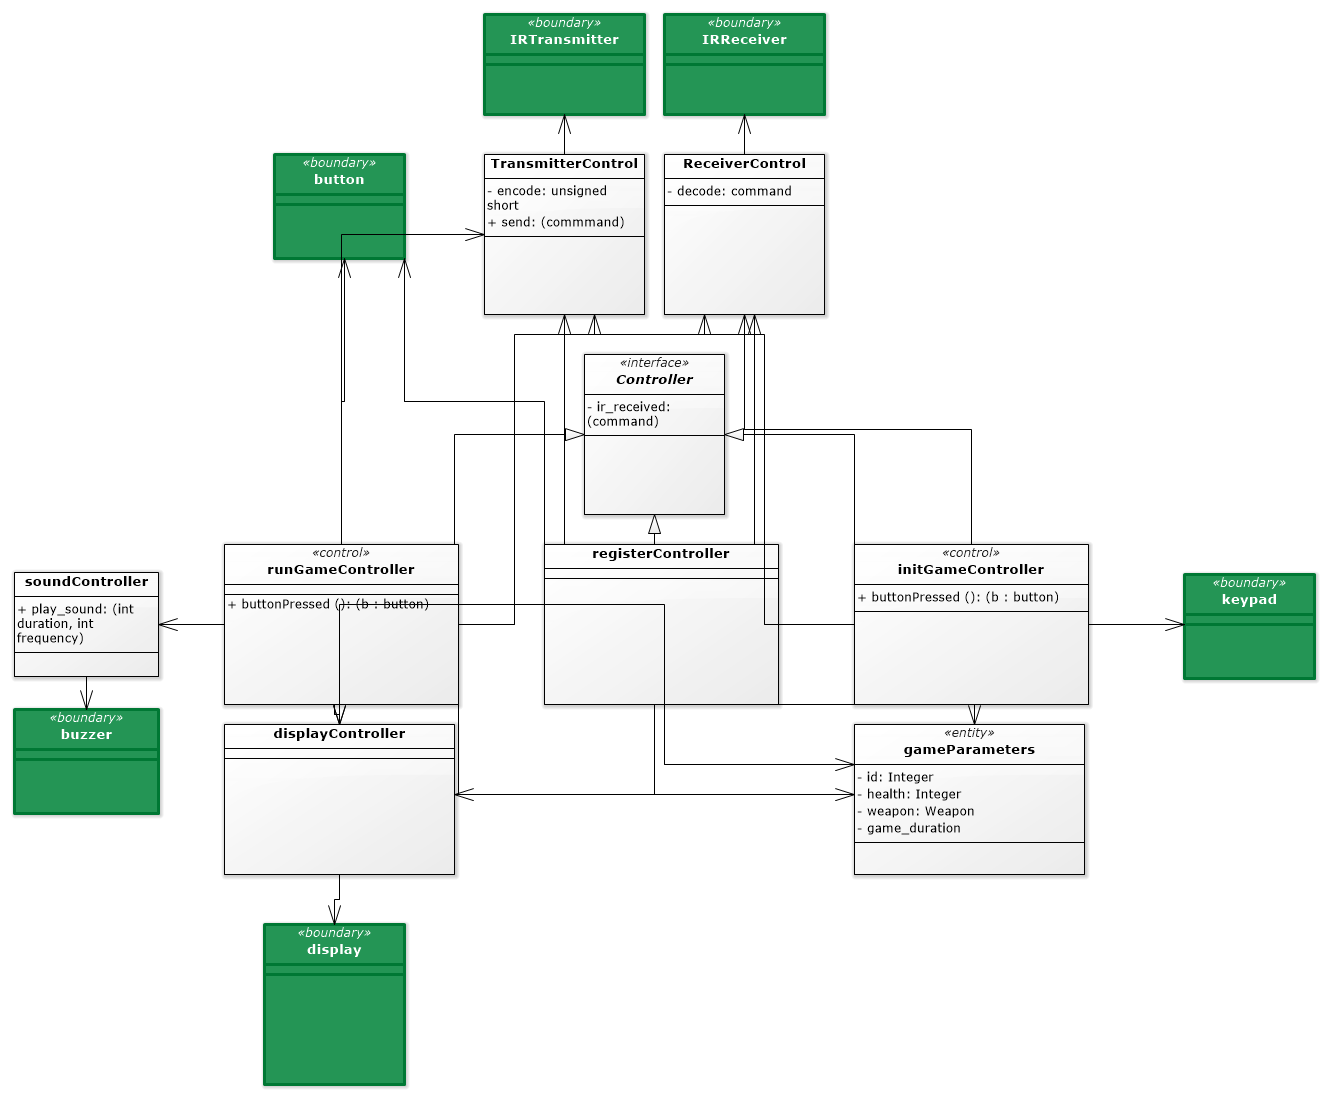 «boundary»
IRTransmitter
«boundary»
IRReceiver
«boundary»
button
TransmitterControl
- encode: unsigned
short
+ send: (commmand)
ReceiverControl
- decode: command
«interface»
Controller
- ir_received:
(command)
soundController
+ play_sound: (int
duration, int
frequency)
«control»
runGameController
+ buttonPressed (): (b : button)
registerController
«control»
initGameController
+ buttonPressed (): (b : button)
«boundary»
keypad
«boundary»
buzzer
displayController
«entity»
gameParameters
- id: Integer
- health: Integer
- weapon: Weapon
- game_duration
«boundary»
display